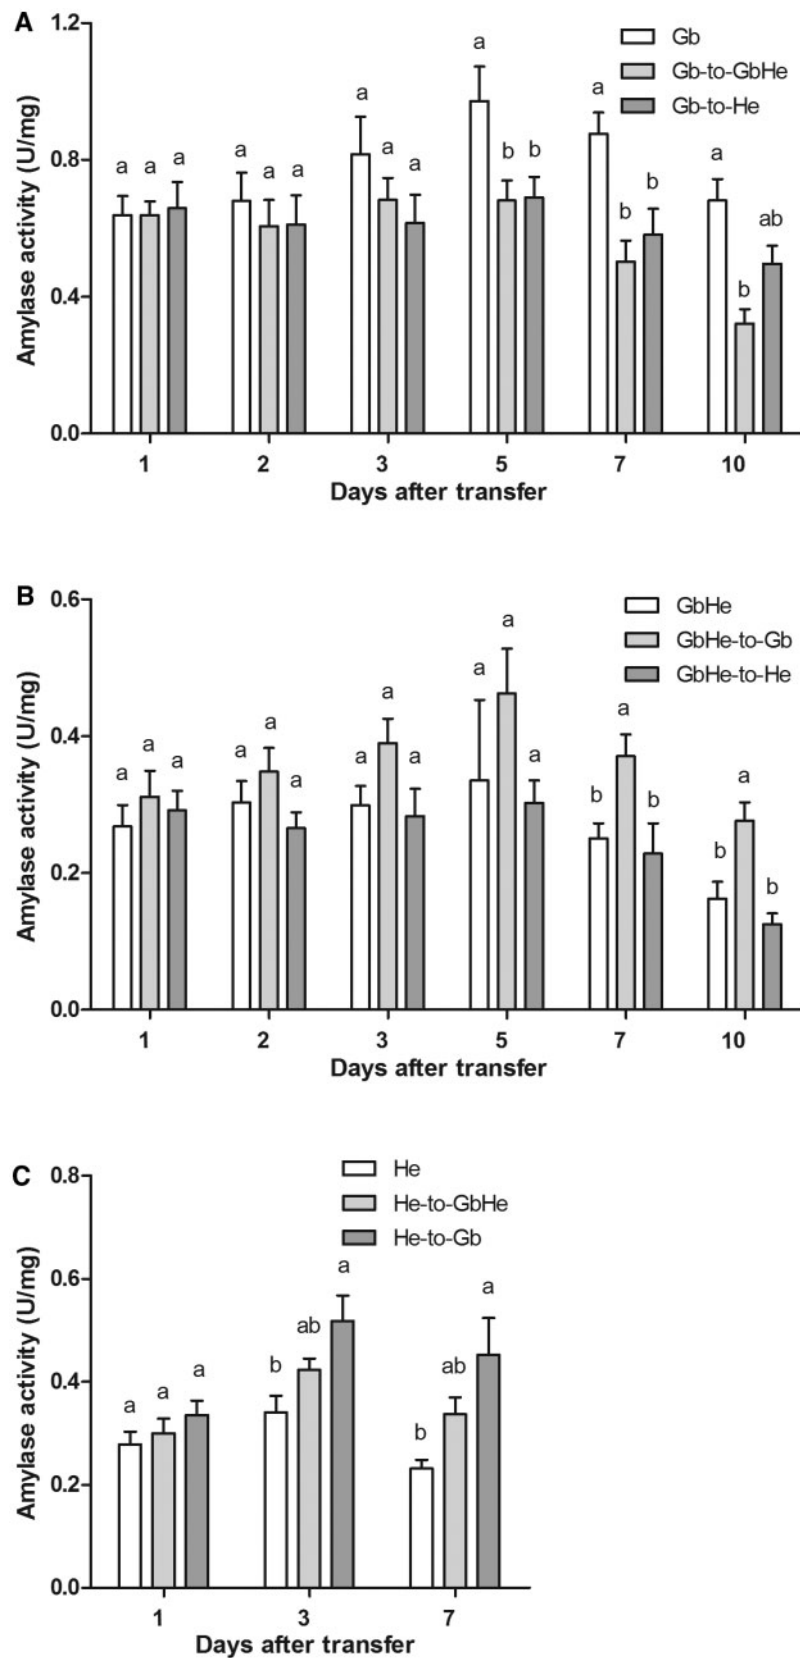 A
1.2
Gb
Gb-to-GbHe
Gb-to-He
Amylase activity (U/mg)
0.8
0.4
0.0
a a a
a a a
a a a
a b b
a b b
a b ab
1 2 3 5 7 10
Days after transfer
B
0.6
GbHe
GbHe-to-Gb
GbHe-to-He
Amylase activity (U/mg)
0.4
0.2
0.0
a a a
a a a
a a a
a a a
b a b
b a b
1 2 3 5 7 10
Days after transfer
C
0.8
He
He-to-GbHe
He-to-Gb
Amylase activity (U/mg)
0.6
0.4
0.2
0.0
a a a
b ab a
b ab a
1 3 7
Days after transfer